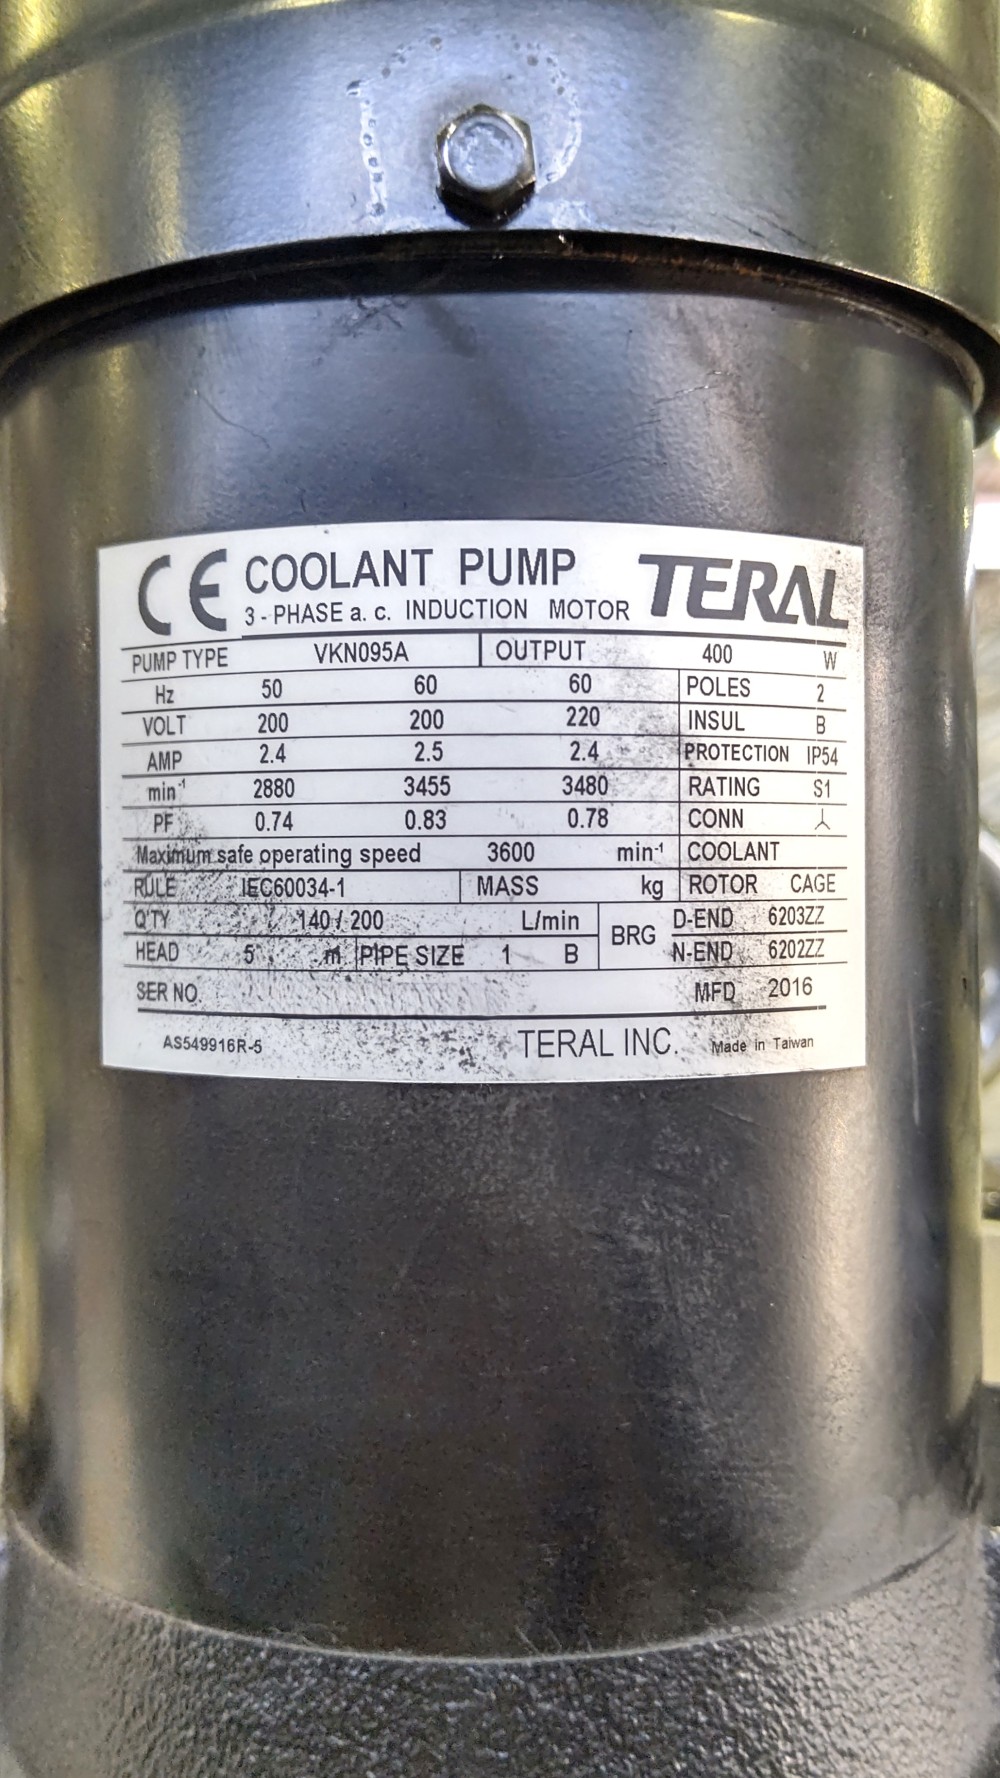 CE COOLANT PUMP TERAL
3 - PHASE a. c. INDUCTION MOTOR
PUMP TYPE VKN095A OUTPUT 400 W
Hz 50 60 60 POLES 2
VOLT 200 200 220 INSUL B
AMP 2.4 2.5 2.4 PROTECTION IP54
min⁻¹ 2880 3455 3480 RATING S1
PF 0.74 0.83 0.78 CONN
Maximum safe operating speed 3600 min⁻¹ COOLANT
RULE IEC60034-1 MASS kg ROTOR CAGE
Q'TY 140 / 200 L/min BRG D-END 6203ZZ
HEAD 5 m PIPE SIZE 1 B N-END 6202ZZ
SER NO. MFD 2016
AS549916R-5 TERAL INC. Made in Taiwan